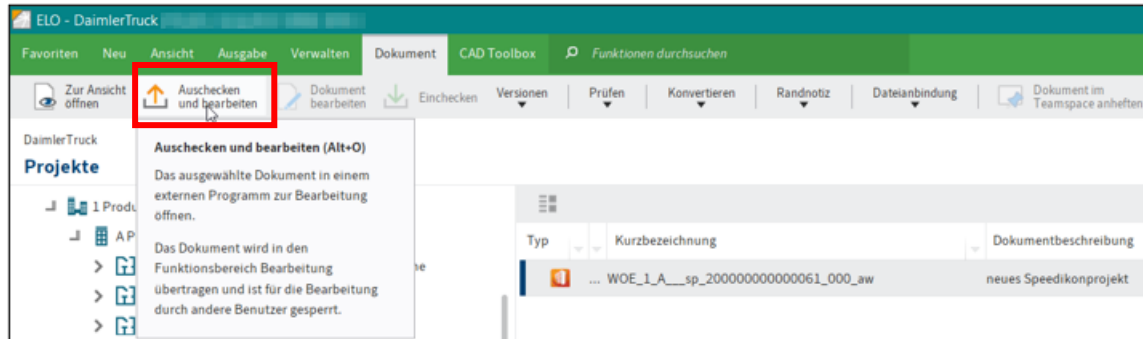 ELO - DaimlerTruck
Favoriten Neu Ansicht Ausgabe Verwalten Dokument CAD Toolbox Funktionen durchsuchen
Zur Ansicht öffnen
Auschecken und bearbeiten
Dokument bearbeiten
Einchecken
Versionen
Prüfen
Konvertieren
Randnotiz
Dateianbindung
Dokument im Teamspace anheften
DaimlerTruck
Projekte
Auschecken und bearbeiten (Alt+O)
Das ausgewählte Dokument in einem
externen Programm zur Bearbeitung
öffnen.
Das Dokument wird in den
Funktionsbereich Bearbeitung
übertragen und ist für die Bearbeitung
durch andere Benutzer gesperrt.
1 Produ
A P
Typ Kurzbezeichnung Dokumentbeschreibung
... WOE_1_A___sp_200000000000061_000_aw neues Speedikonprojekt